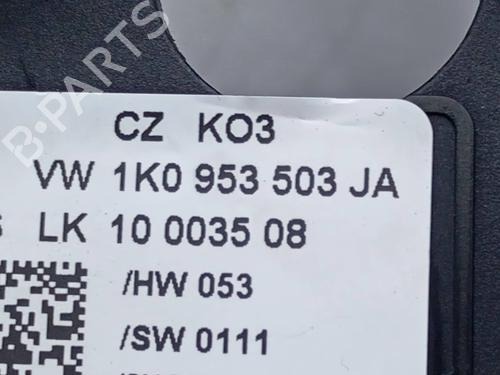 B-PARTS
CZ KO3
VW 1K0 953 503 JA
LK 10 0035 08
/HW 053
/SW 0111